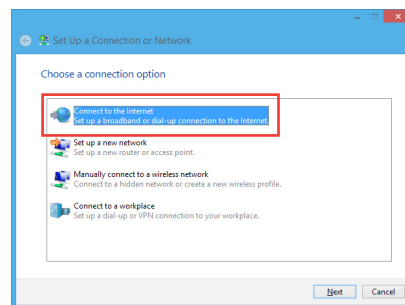 Set Up a Connection or Network
Choose a connection option
Connect to the Internet
Set up a broadband or dial-up connection to the Internet.
Set up a new network
Set up a new router or access point.
Manually connect to a wireless network
Connect to a hidden network or create a new wireless profile.
Connect to a workplace
Set up a dial-up or VPN connection to your workplace.
Next
Cancel